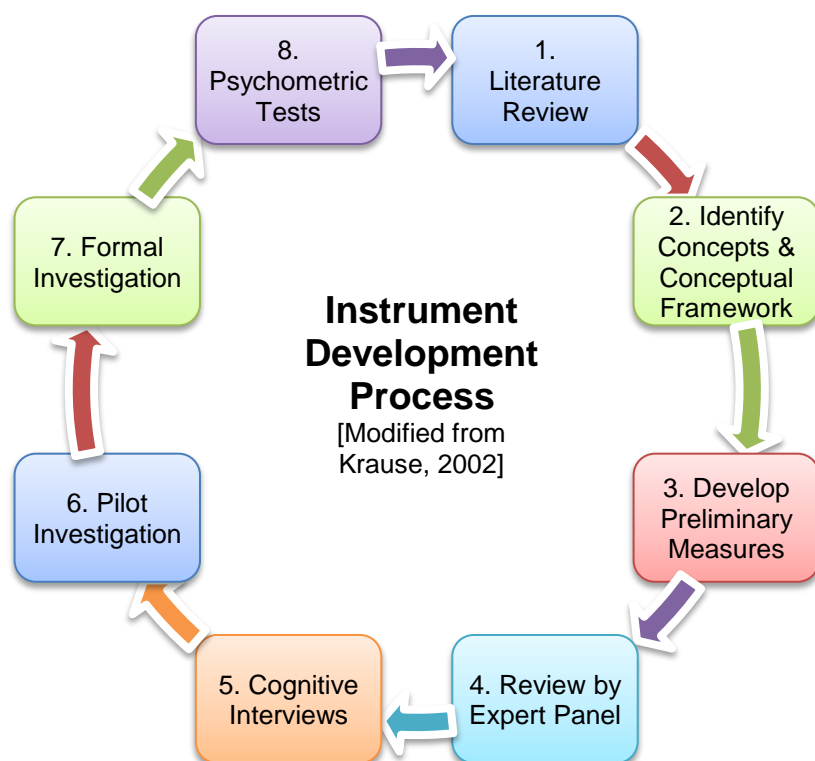 8.
Psychometric
Tests
1.
Literature
Review
2. Identify
Concepts &
Conceptual
Framework
3. Develop
Preliminary
Measures
4. Review by
Expert Panel
5. Cognitive
Interviews
6. Pilot
Investigation
7. Formal
Investigation
Instrument
Development
Process
[Modified from
Krause, 2002]